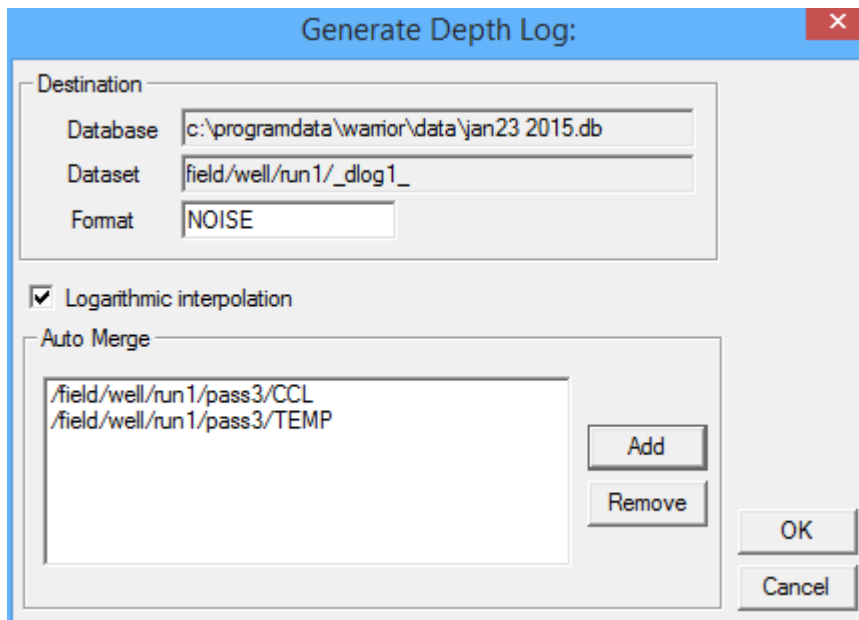 Generate Depth Log:
Destination
Database c:\programdata\warrior\data\jan23 2015.db
Dataset field/well/run1/_dlog1_
Format NOISE
Logarithmic interpolation
Auto Merge
/field/well/run1/pass3/CCL
/field/well/run1/pass3/TEMP
Add
Remove
OK
Cancel